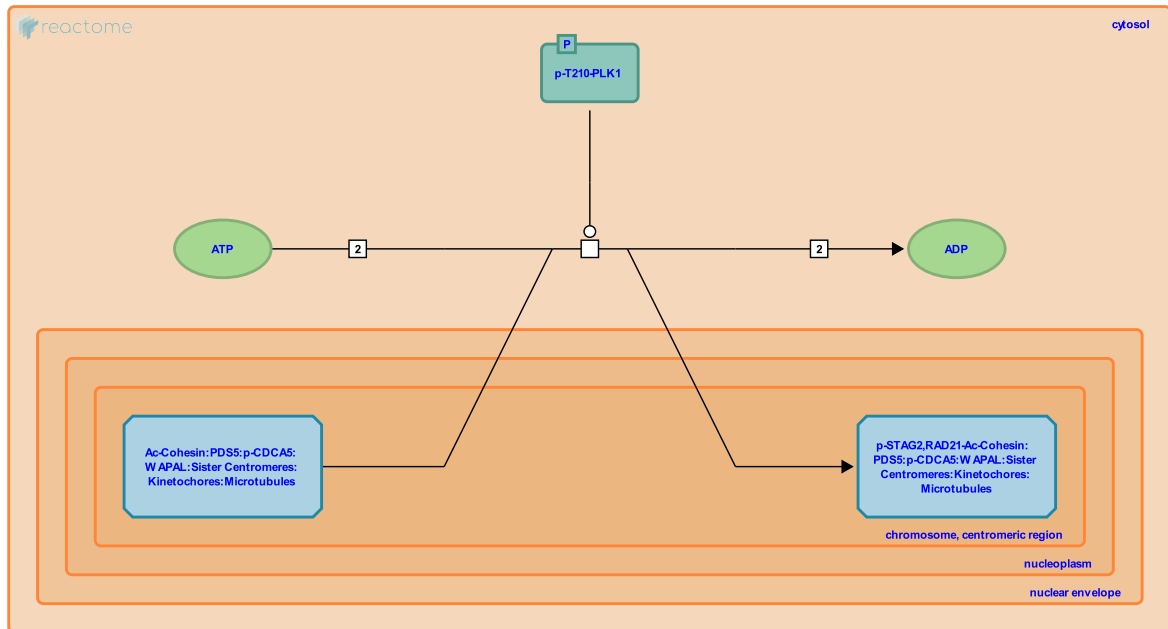 reactome
cytosol
P
p-T210-PLK1
ATP
2
2
ADP
Ac-Cohesin:PDS5:p-CDCA5:
WAPAL:Sister Centromeres:
Kinetochores:Microtubules
p-STAG2,RAD21-Ac-Cohesin:
PDS5:p-CDCA5:WAPAL:Sister
Centromeres:Kinetochores:
Microtubules
chromosome, centromeric region
nucleoplasm
nuclear envelope